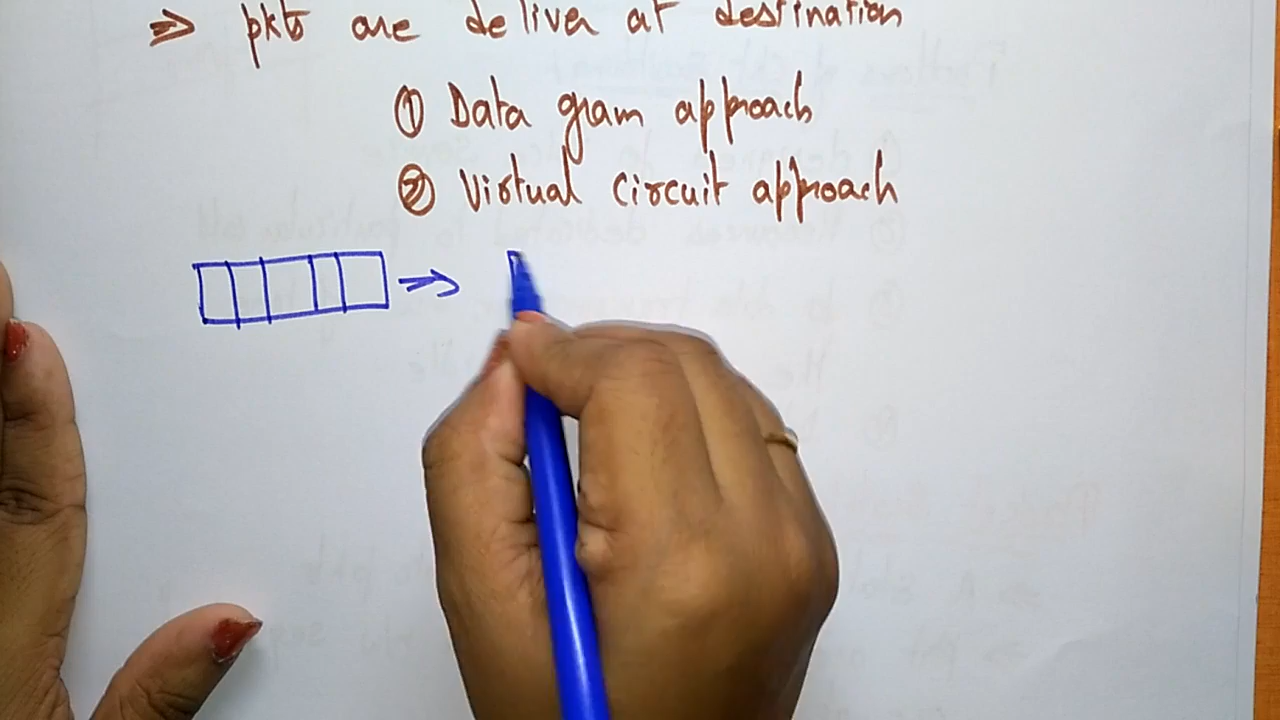 ⇒ pkts are deliver at destination
① Data gram approach
② Virtual Circuit approach